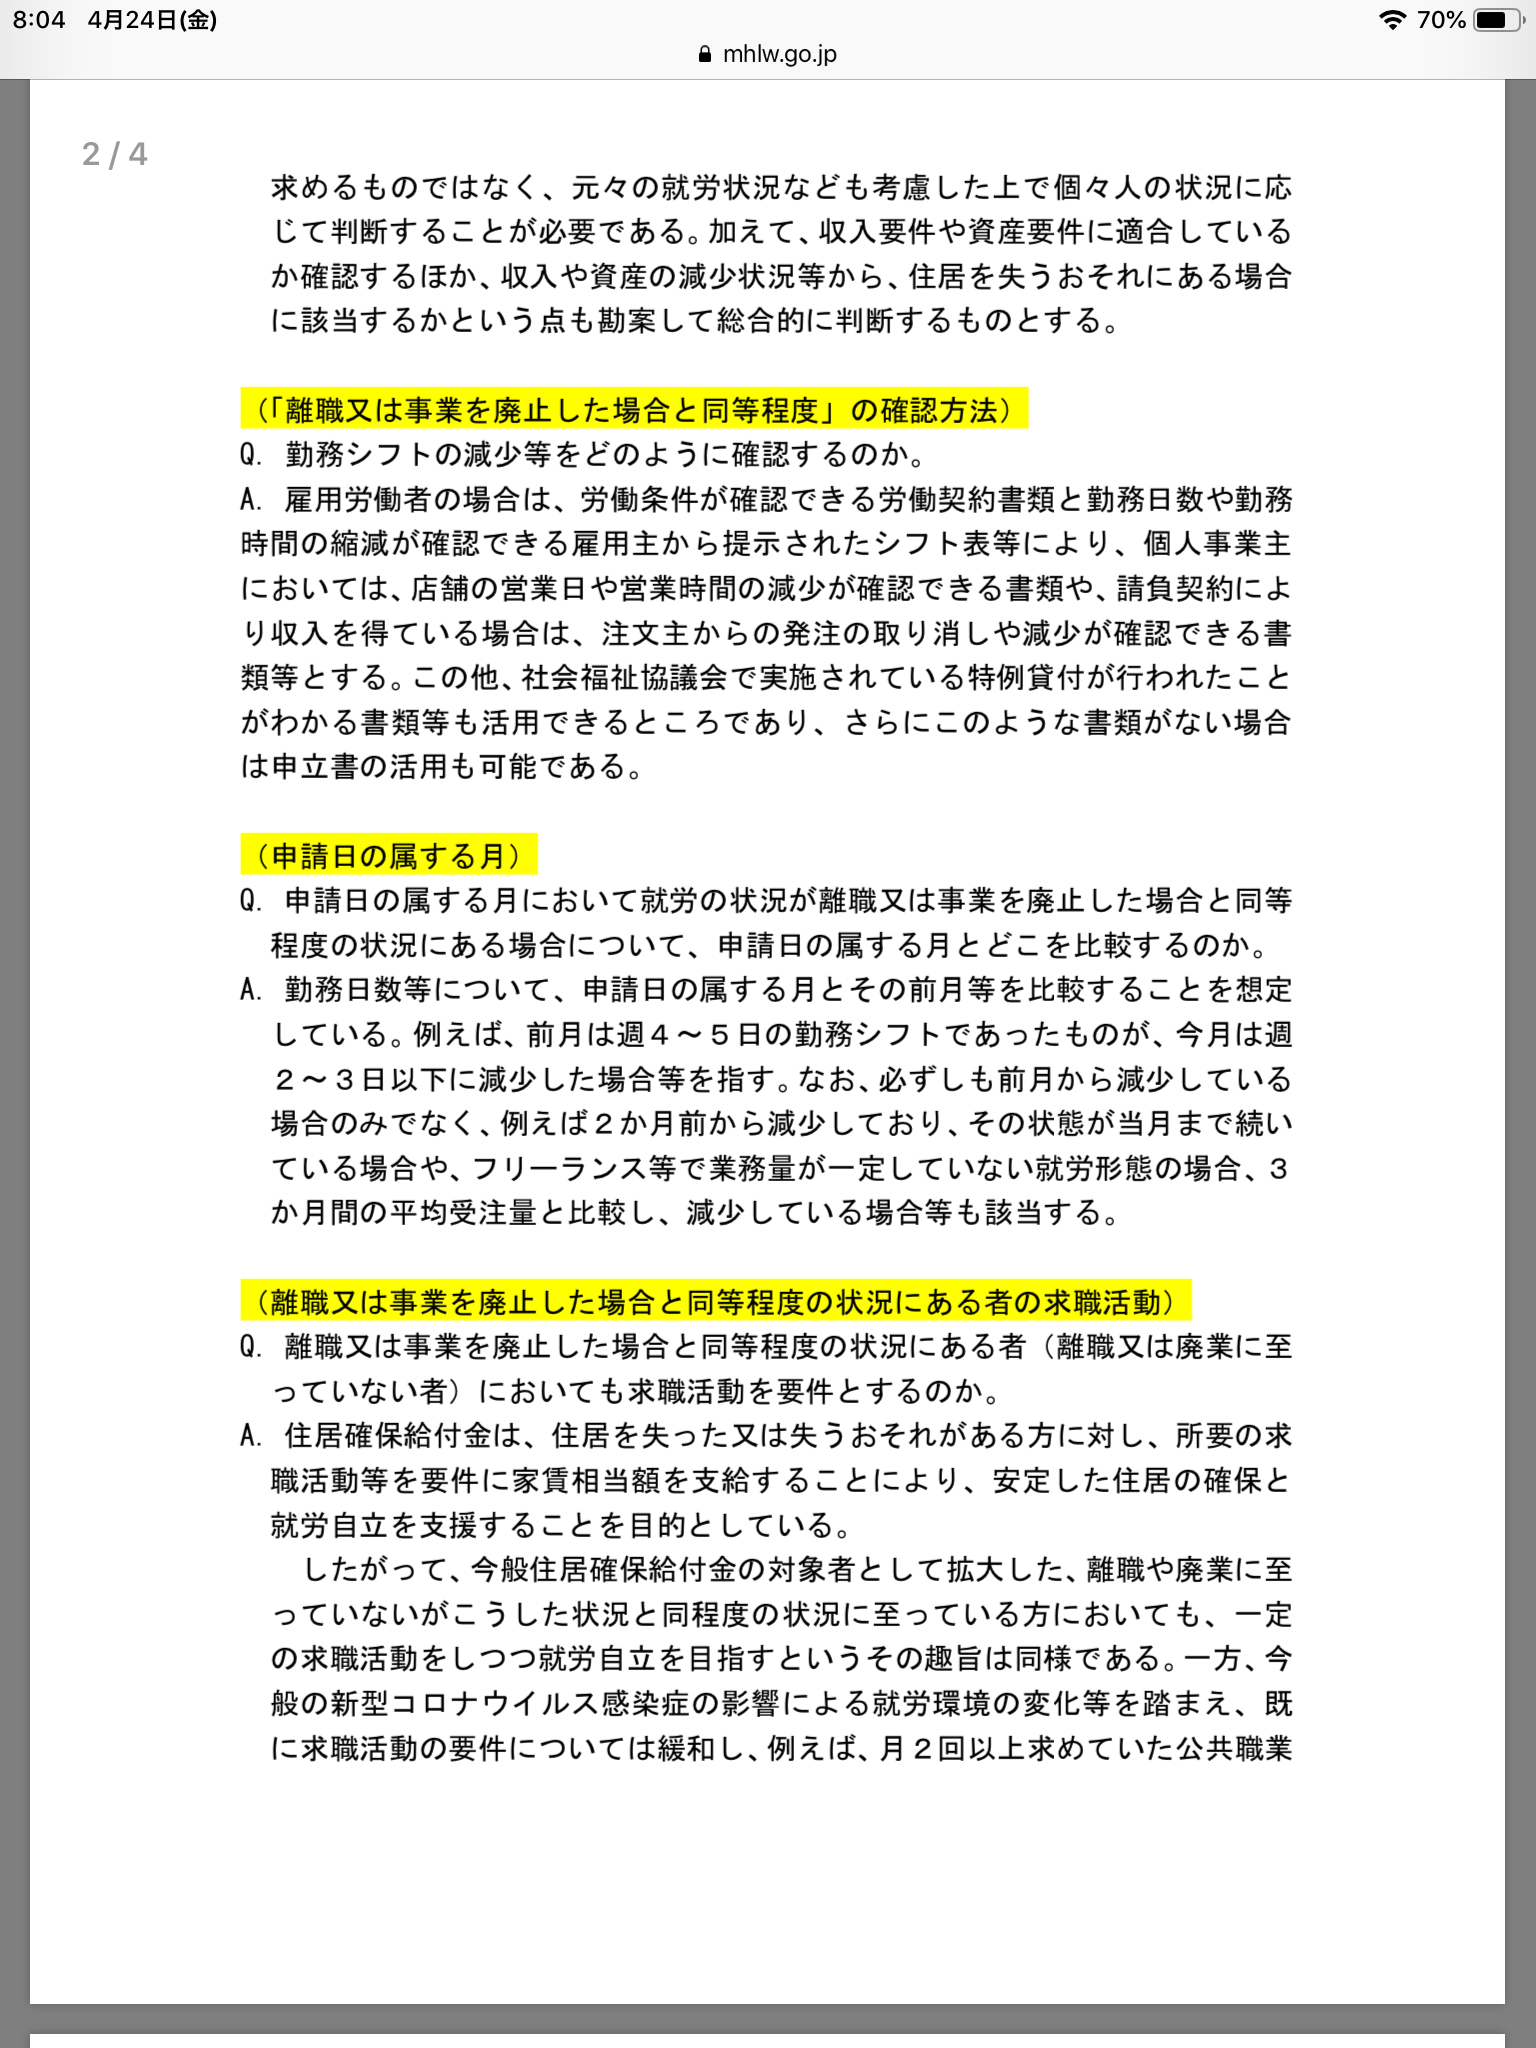 8:04 4月24日(金) 70%
mhlw.go.jp
2 / 4
求めるものではなく、元々の就労状況なども考慮した上で個々人の状況に応
じて判断することが必要である。加えて、収入要件や資産要件に適合している
か確認するほか、収入や資産の減少状況等から、住居を失うおそれにある場合
に該当するかという点も勘案して総合的に判断するものとする。
（「離職又は事業を廃止した場合と同等程度」の確認方法）
Q. 勤務シフトの減少等をどのように確認するのか。
A. 雇用労働者の場合は、労働条件が確認できる労働契約書類と勤務日数や勤務
時間の縮減が確認できる雇用主から提示されたシフト表等により、個人事業主
においては、店舗の営業日や営業時間の減少が確認できる書類や、請負契約によ
り収入を得ている場合は、注文主からの発注の取り消しや減少が確認できる書
類等とする。この他、社会福祉協議会で実施されている特例貸付が行われたこと
がわかる書類等も活用できるところであり、さらにこのような書類がない場合
は申立書の活用も可能である。
（申請日の属する月）
Q. 申請日の属する月において就労の状況が離職又は事業を廃止した場合と同等
程度の状況にある場合について、申請日の属する月とどこを比較するのか。
A. 勤務日数等について、申請日の属する月とその前月等を比較することを想定
している。例えば、前月は週４～５日の勤務シフトであったものが、今月は週
２～３日以下に減少した場合等を指す。なお、必ずしも前月から減少している
場合のみでなく、例えば２か月前から減少しており、その状態が当月まで続い
ている場合や、フリーランス等で業務量が一定していない就労形態の場合、３
か月間の平均受注量と比較し、減少している場合等も該当する。
（離職又は事業を廃止した場合と同等程度の状況にある者の求職活動）
Q. 離職又は事業を廃止した場合と同等程度の状況にある者（離職又は廃業に至
っていない者）においても求職活動を要件とするのか。
A. 住居確保給付金は、住居を失った又は失うおそれがある方に対し、所要の求
職活動等を要件に家賃相当額を支給することにより、安定した住居の確保と
就労自立を支援することを目的としている。
したがって、今般住居確保給付金の対象者として拡大した、離職や廃業に至
っていないがこうした状況と同程度の状況に至っている方においても、一定
の求職活動をしつつ就労自立を目指すというその趣旨は同様である。一方、今
般の新型コロナウイルス感染症の影響による就労環境の変化等を踏まえ、既
に求職活動の要件については緩和し、例えば、月２回以上求めていた公共職業